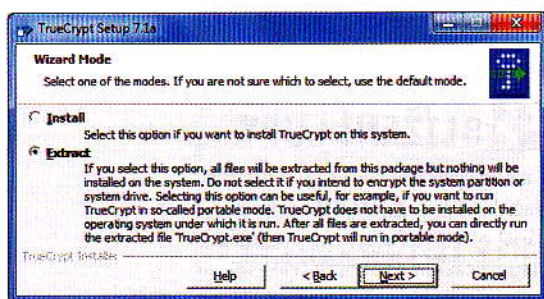 TrueCrypt Setup 7.1a
Wizard Mode
Select one of the modes. If you are not sure which to select, use the default mode.
Install
Select this option if you want to install TrueCrypt on this system.
Extract
If you select this option, all files will be extracted from this package but nothing will be
installed on the system. Do not select it if you intend to encrypt the system partition or
system drive. Selecting this option can be useful, for example, if you want to run
TrueCrypt in so-called portable mode. TrueCrypt does not have to be installed on the
operating system under which it is run. After all files are extracted, you can directly run
the extracted file 'TrueCrypt.exe' (then TrueCrypt will run in portable mode).
TrueCrypt Installer
Help
< Back
Next >
Cancel